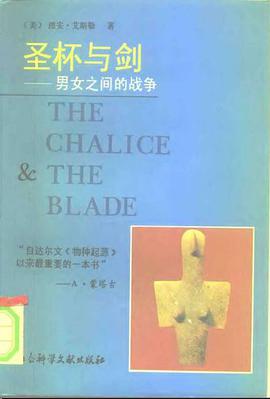 （美） 理安·艾斯勒 著
圣杯与剑
——男女之间的战争
THE
CHALICE
& THE
BLADE
“自达尔文《物种起源》
以来最重要的一本书”
——A·蒙塔古
会科学文献出版社